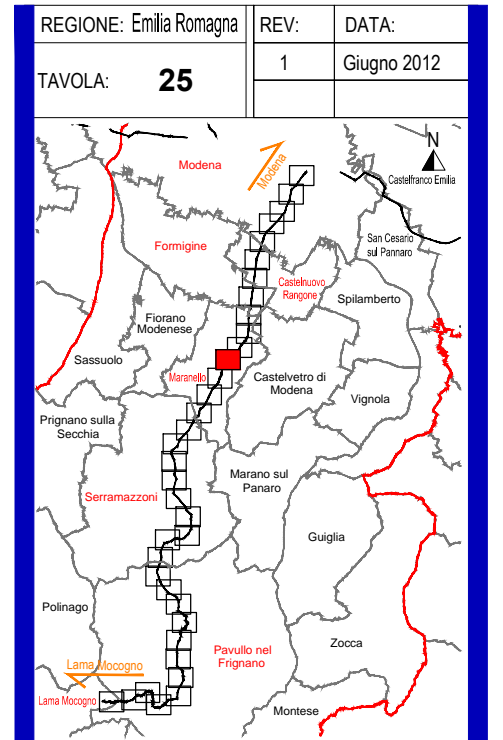 REGIONE: Emilia Romagna
REV:
DATA:
TAVOLA: 25
1
Giugno 2012
N
Modena
Modena
Castelfranco Emilia
San Cesario
sul Pannaro
Formigine
Castelnuovo
Rangone
Spilamberto
Fiorano
Modenese
Sassuolo
Maranello
Castelvetro di
Modena
Vignola
Prignano sulla
Secchia
Marano sul
Panaro
Serramazzoni
Guiglia
Polinago
Zocca
Pavullo nel
Frignano
Lama Mocogno
Lama Mocogno
Montese